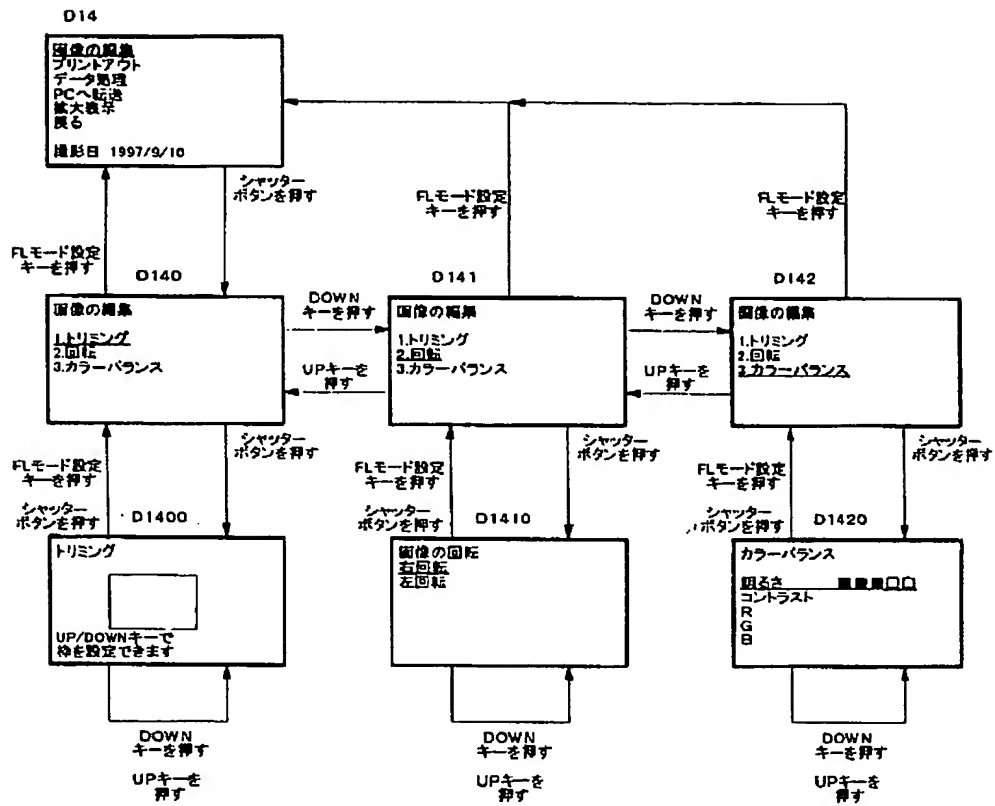 D14
画像の編集
プリントアウト
データ処理
PCへ転送
拡大表示
戻る
撮影日 1997/9/10
シャッター
ボタンを押す
FLモード設定
キーを押す
FLモード設定
キーを押す
FLモード設定
キーを押す
D140
画像の編集
1.トリミング
2.回転
3.カラーバランス
DOWN
キーを押す
UPキーを
押す
D141
画像の編集
1.トリミング
2.回転
3.カラーバランス
DOWN
キーを押す
UPキーを
押す
D142
画像の編集
1.トリミング
2.回転
3.カラーバランス
FLモード設定
キーを押す
シャッター
ボタンを押す
シャッター
ボタンを押す
FLモード設定
キーを押す
シャッター
ボタンを押す
シャッター
ボタンを押す
FLモード設定
キーを押す
シャッター
ボタンを押す
シャッター
ボタンを押す
D1400
トリミング
UP/DOWNキーで
枠を設定できます
D1410
画像の回転
右回転
左回転
D1420
カラーバランス
明るさ ■■■□□
コントラスト
R
G
B
DOWN
キーを押す
UPキーを
押す
DOWN
キーを押す
UPキーを
押す
DOWN
キーを押す
UPキーを
押す